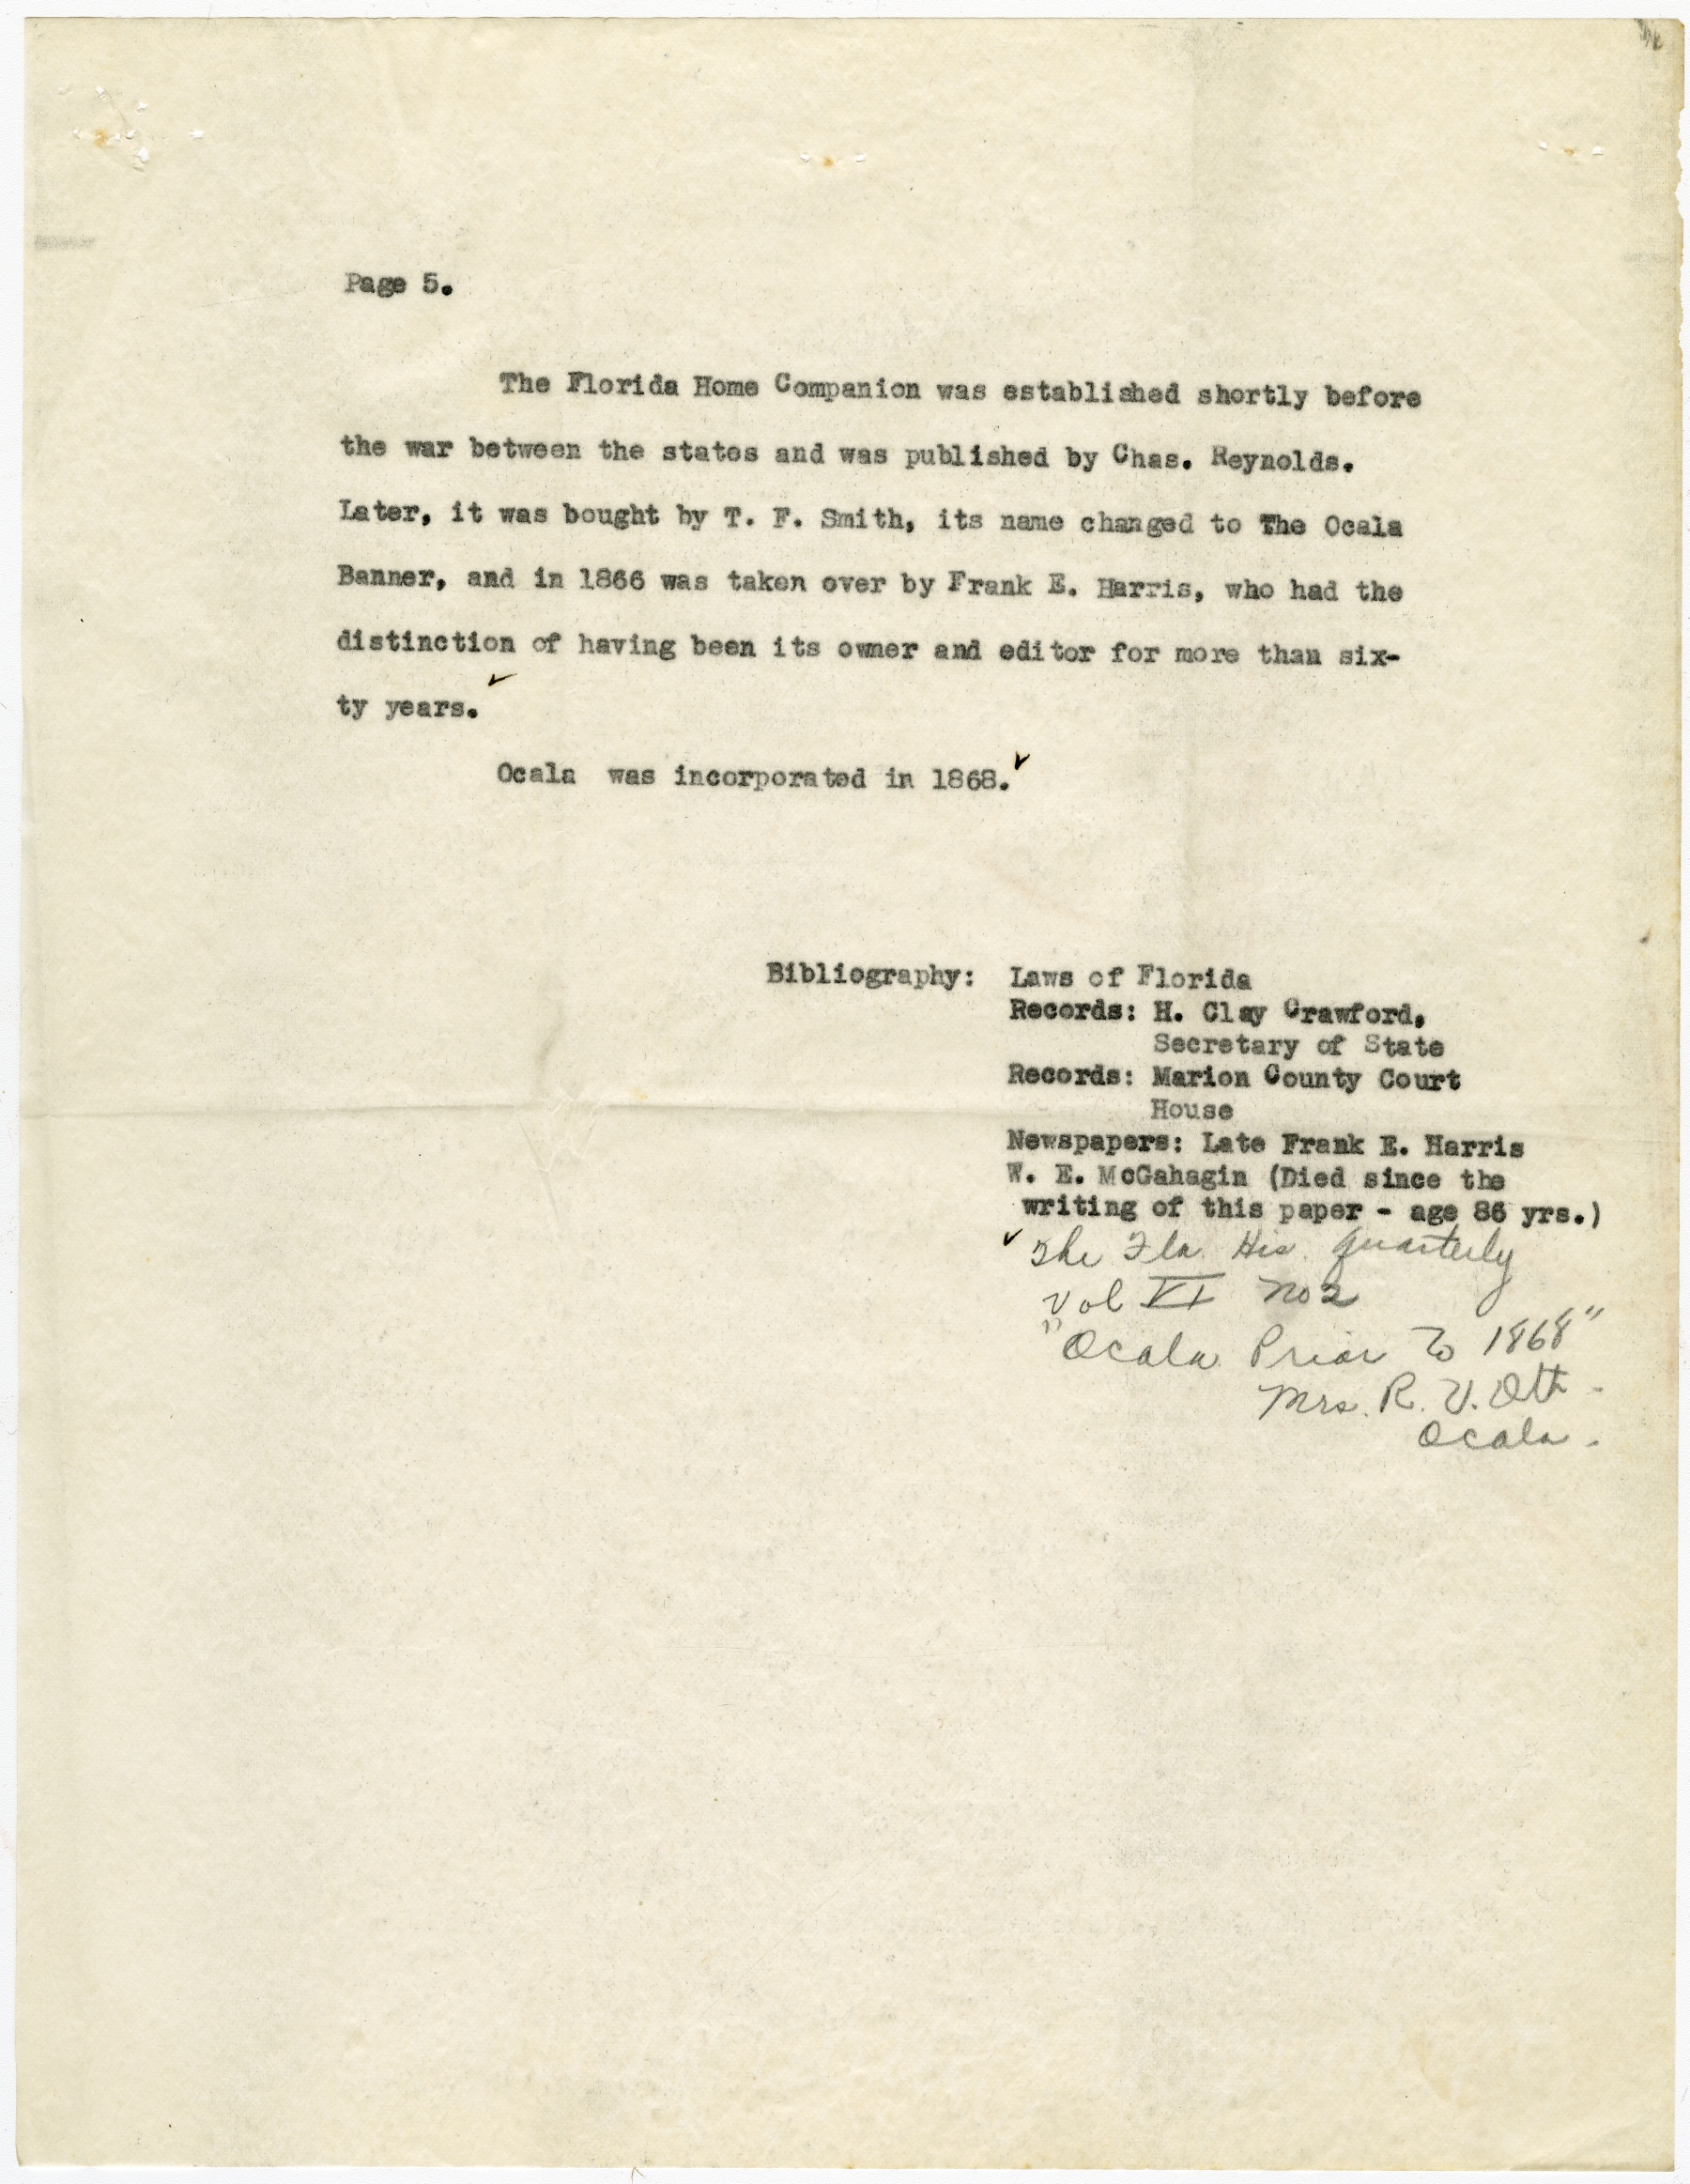 Page 5.
The Florida Home Companion was established shortly before
the war between the states and was published by Chas. Reynolds.
Later, it was bought by T. F. Smith, its name changed to The Ocala
Banner, and in 1866 was taken over by Frank E. Harris, who had the
distinction of having been its owner and editor for more than six-
ty years.
Ocala was incorporated in 1868.
Bibliography: Laws of Florida
Records: H. Clay Crawford,
Secretary of State
Records: Marion County Court
House
Newspapers: Late Frank E. Harris
W. E. McGahagin (Died since the
writing of this paper - age 86 yrs.)
The Fla His. Quarterly
Vol VI No 2
"Ocala Prior To 1868"
Mrs. R. V. Ott.
Ocala.